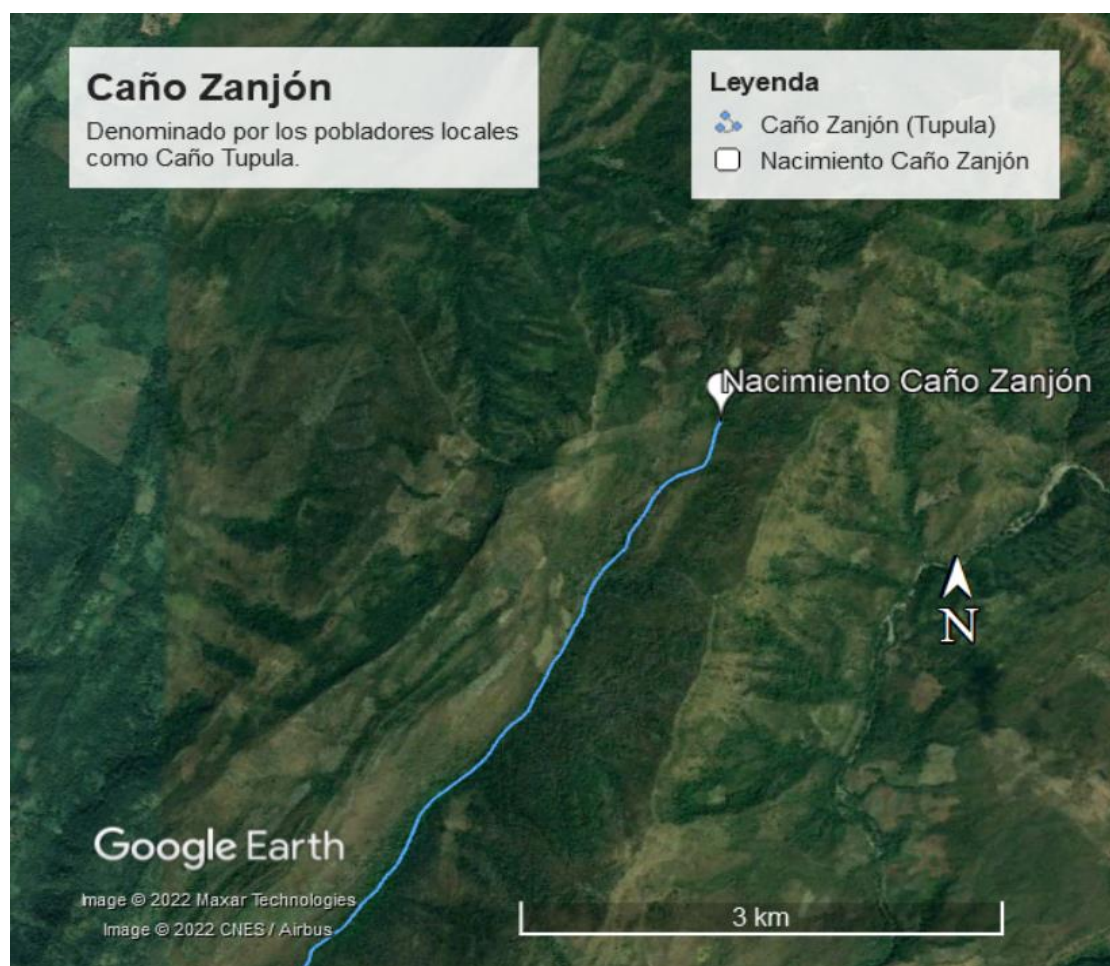 Caño Zanjón
Denominado por los pobladores locales
como Caño Tupula.
Leyenda
Caño Zanjón (Tupula)
Nacimiento Caño Zanjón
Nacimiento Caño Zanjón
N
Google Earth
Image © 2022 Maxar Technologies
Image © 2022 CNES / Airbus
3 km